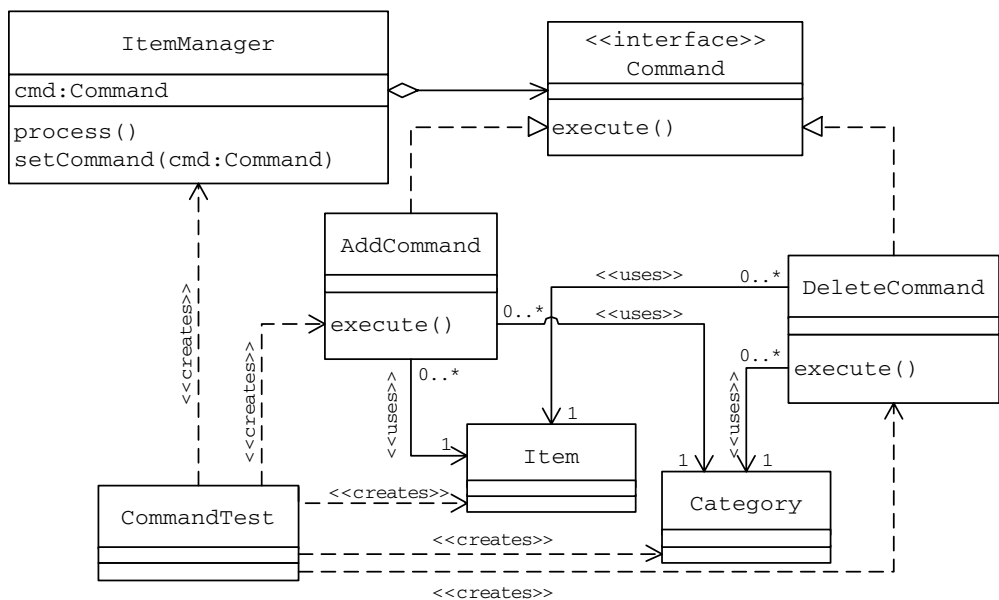 ItemManager
cmd:Command
process()
setCommand(cmd:Command)
<<interface>>
Command
execute()
AddCommand
execute()
0..*
<<uses>>
0..*
<<uses>>
0..*
DeleteCommand
execute()
0..*
<<uses>>
<<uses>>
1
1
1
1
Item
Category
<<creates>>
<<creates>>
<<creates>>
CommandTest
<<creates>>
<<creates>>